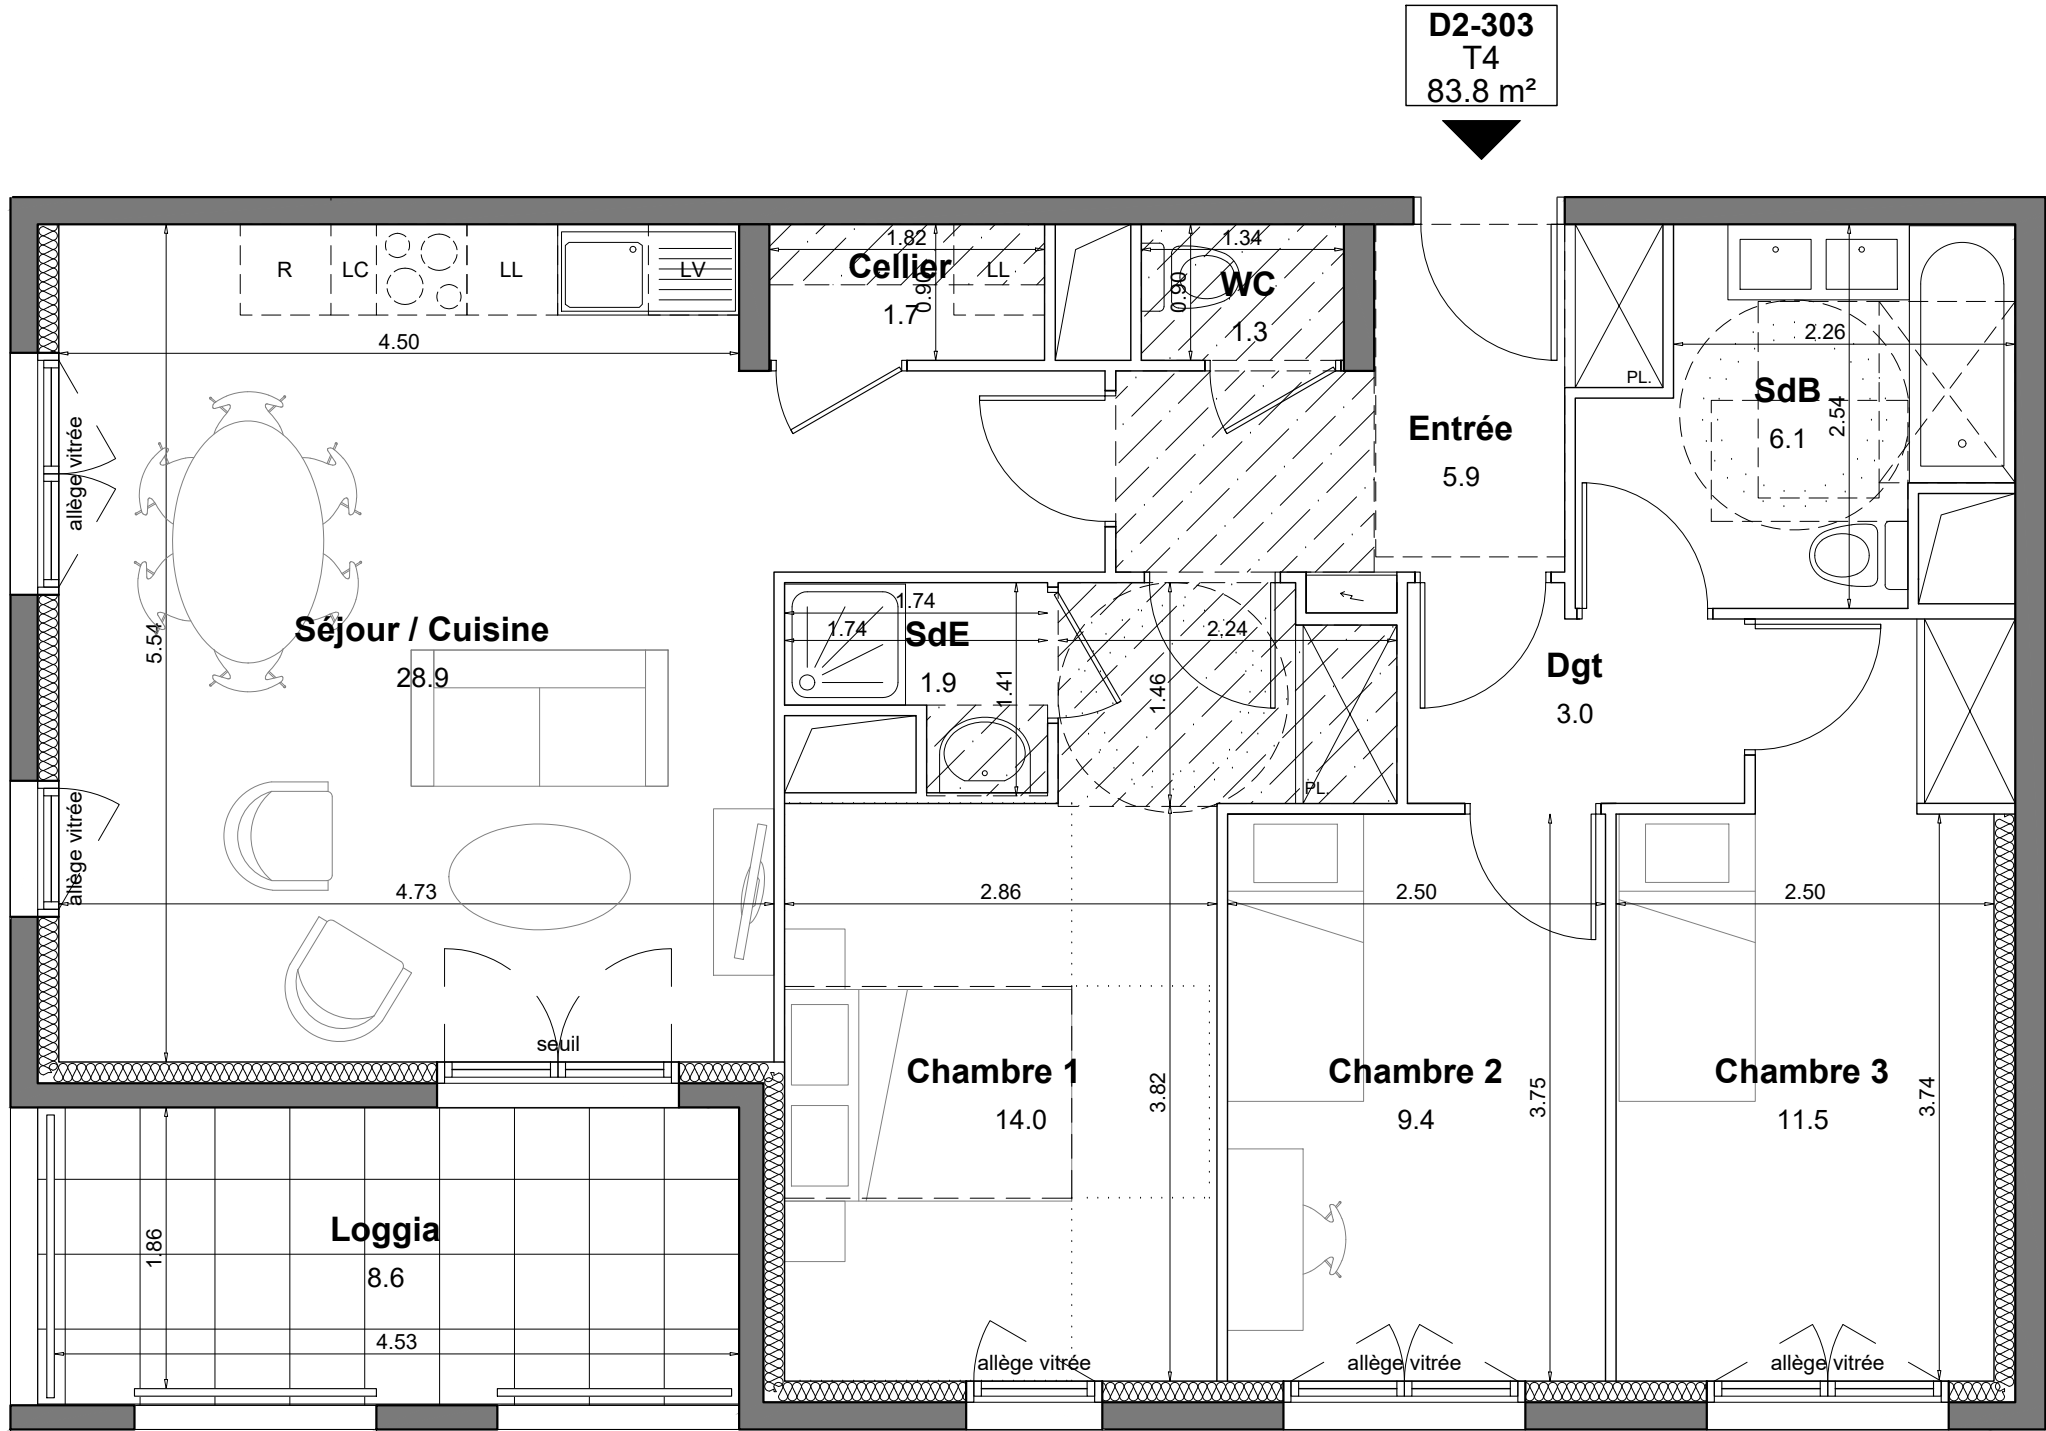 D2-303
T4
83.8 m²
R
LC
LL
LV
4.50
1.82
Cellier
LL
0.90
1.7
1.34
WC
0.90
1.3
Entrée
5.9
PL.
2.26
SdB
2.54
6.1
allège vitrée
5.54
Séjour / Cuisine
28.9
1.74
1.74
SdE
1.9
1.41
2,24
1.46
PL.
Dgt
3.0
allège vitrée
4.73
2.86
2.50
2.50
seuil
Chambre 1
14.0
3.82
Chambre 2
9.4
3.75
Chambre 3
11.5
3.74
Loggia
8.6
1.86
4.53
allège vitrée
allège vitrée
allège vitrée